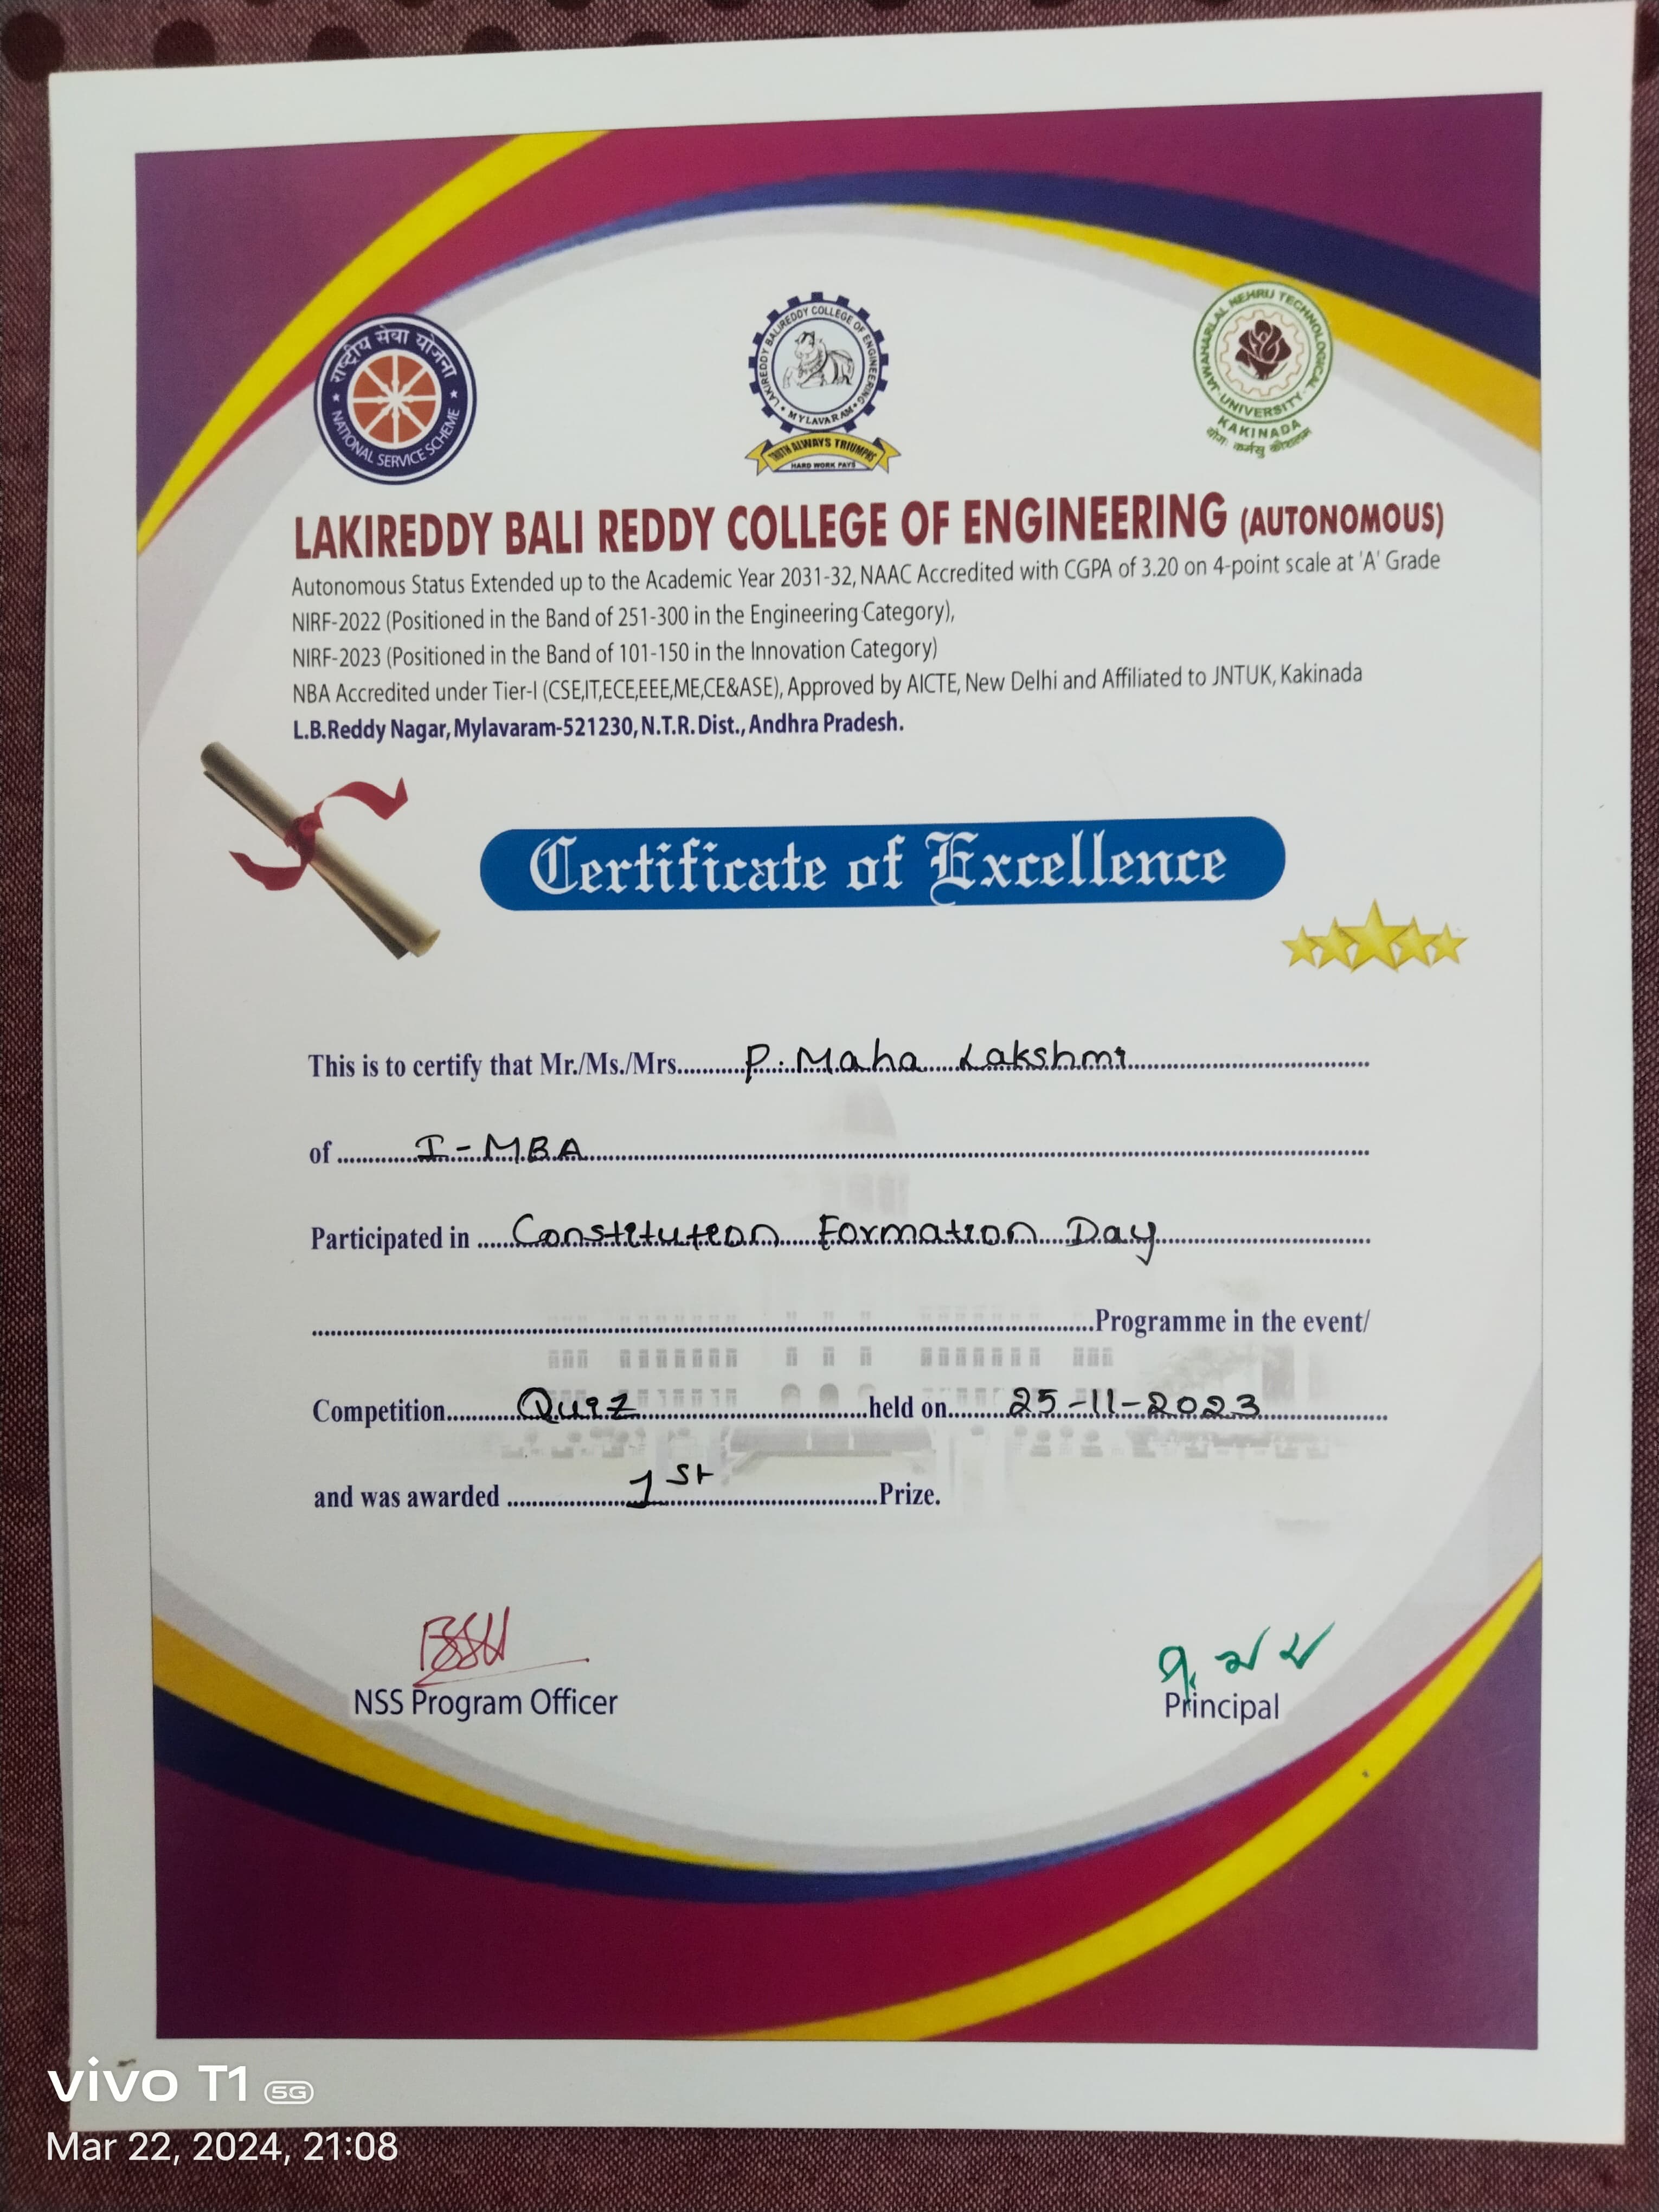 राष्ट्रीय सेवा योजना
NATIONAL SERVICE SCHEME
LAKIREDDY BALIREDDY COLLEGE OF ENGINEERING
MYLAVARAM
TRUTH ALWAYS TRIUMPHS
HARD WORK PAYS
JAWAHARLAL NEHRU TECHNOLOGICAL UNIVERSITY
KAKINADA
योगः कर्मसु कौशलम्
LAKIREDDY BALI REDDY COLLEGE OF ENGINEERING (AUTONOMOUS)
Autonomous Status Extended up to the Academic Year 2031-32, NAAC Accredited with CGPA of 3.20 on 4-point scale at 'A' Grade
NIRF-2022 (Positioned in the Band of 251-300 in the Engineering Category),
NIRF-2023 (Positioned in the Band of 101-150 in the Innovation Category)
NBA Accredited under Tier-I (CSE,IT,ECE,EEE,ME,CE&ASE), Approved by AICTE, New Delhi and Affiliated to JNTUK, Kakinada
L.B.Reddy Nagar, Mylavaram-521230, N.T.R. Dist., Andhra Pradesh.
Certificate of Excellence
This is to certify that Mr./Ms./Mrs. P. Maha Lakshmi
of I - MBA
Participated in Constitution Formation Day
Programme in the event/
Competition Quiz held on 25-11-2023
and was awarded 1st Prize.
NSS Program Officer
Principal
vivo T1 5G
Mar 22, 2024, 21:08